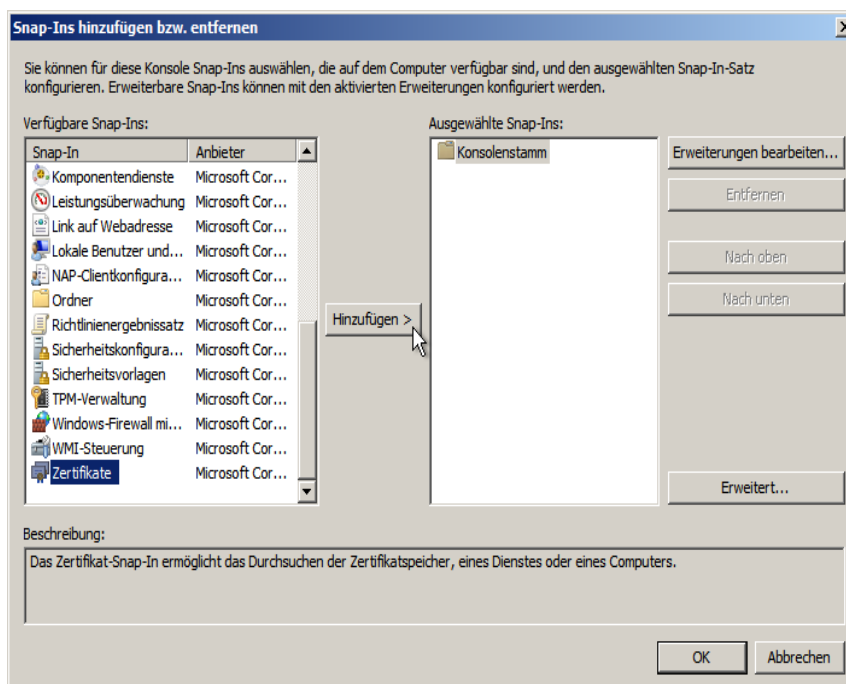 Snap-Ins hinzufügen bzw. entfernen
Sie können für diese Konsole Snap-Ins auswählen, die auf dem Computer verfügbar sind, und den ausgewählten Snap-In-Satz
konfigurieren. Erweiterbare Snap-Ins können mit den aktivierten Erweiterungen konfiguriert werden.
Verfügbare Snap-Ins:
Snap-In Anbieter
Komponentendienste Microsoft Cor...
Leistungsüberwachung Microsoft Cor...
Link auf Webadresse Microsoft Cor...
Lokale Benutzer und... Microsoft Cor...
NAP-Clientkonfigura... Microsoft Cor...
Ordner Microsoft Cor...
Richtlinienergebnissatz Microsoft Cor...
Sicherheitskonfigura... Microsoft Cor...
Sicherheitsvorlagen Microsoft Cor...
TPM-Verwaltung Microsoft Cor...
Windows-Firewall mi... Microsoft Cor...
WMI-Steuerung Microsoft Cor...
Zertifikate Microsoft Cor...
Hinzufügen >
Ausgewählte Snap-Ins:
Konsolenstamm
Erweiterungen bearbeiten...
Entfernen
Nach oben
Nach unten
Erweitert...
Beschreibung:
Das Zertifikat-Snap-In ermöglicht das Durchsuchen der Zertifikatspeicher, eines Dienstes oder eines Computers.
OK Abbrechen